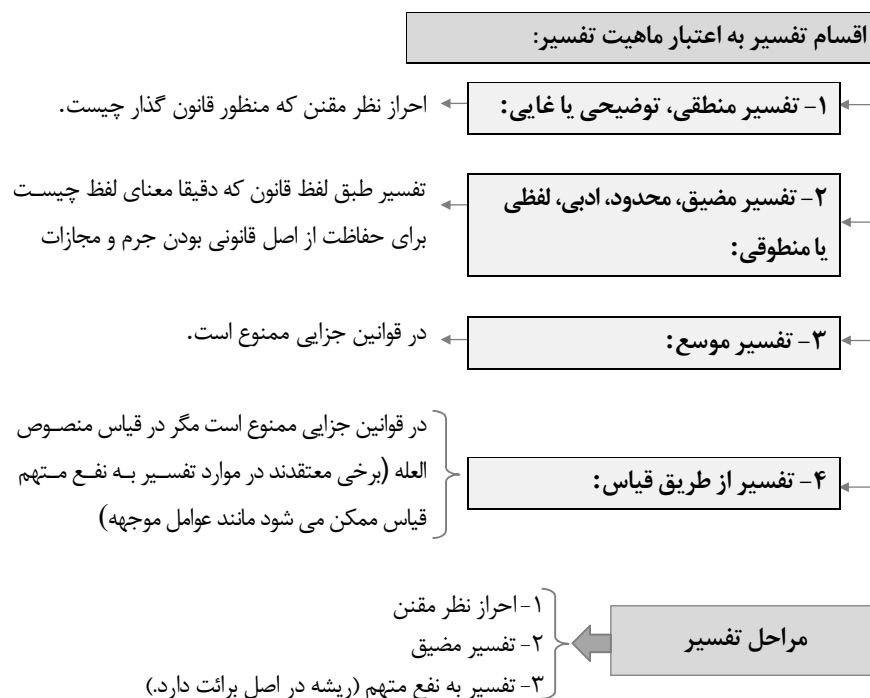 اقسام تفسیر به اعتبار ماهیت تفسیر:
۱- تفسیر منطقی، توضیحی یا غایی:
احراز نظر مقنن که منظور قانون گذار چیست.
۲- تفسیر مضیق، محدود، ادبی، لفظی
یا منطوقی:
تفسیر طبق لفظ قانون که دقیقا معنای لفظ چیست
برای حفاظت از اصل قانونی بودن جرم و مجازات
۳- تفسیر موسع:
در قوانین جزایی ممنوع است.
۴- تفسیر از طریق قیاس:
در قوانین جزایی ممنوع است مگر در قیاس منصوص
العله (برخی معتقدند در موارد تفسیر به نفع متهم
قیاس ممکن می شود مانند عوامل موجهه)
مراحل تفسیر
۱- احراز نظر مقنن
۲- تفسیر مضیق
۳- تفسیر به نفع متهم (ریشه در اصل برائت دارد.)